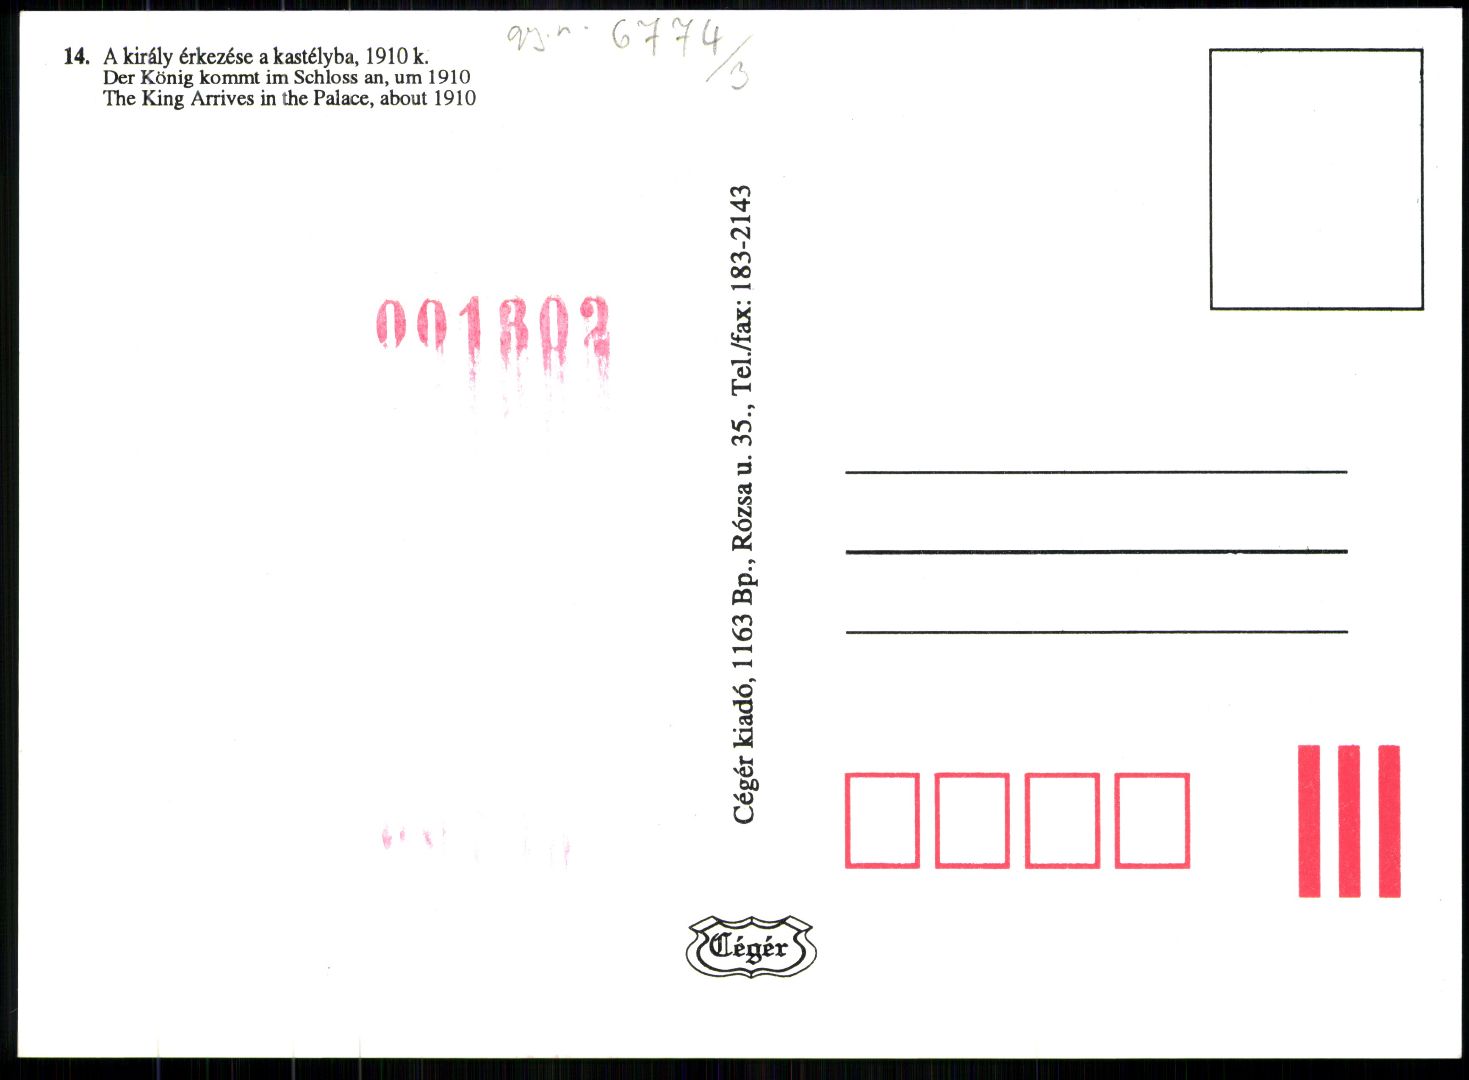 14. A király érkezése a kastélyba, 1910 k.
Der König kommt im Schloss an, um 1910
The King Arrives in the Palace, about 1910
gy.n. 6774/3
001802
Cégér kiadó, 1163 Bp., Rózsa u. 35., Tel./fax: 183-2143
Cégér